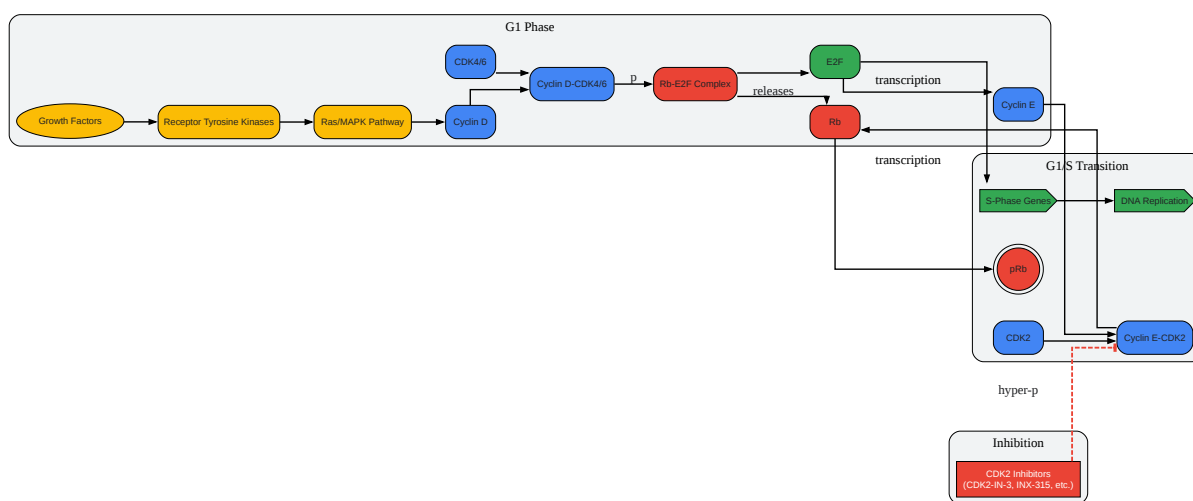 G1 Phase
CDK4/6
Cyclin D-CDK4/6
p
Rb-E2F Complex
releases
E2F
transcription
Cyclin E
Growth Factors
Receptor Tyrosine Kinases
Ras/MAPK Pathway
Cyclin D
Rb
transcription
G1/S Transition
S-Phase Genes
DNA Replication
pRb
CDK2
Cyclin E-CDK2
hyper-p
Inhibition
CDK2 Inhibitors
(CDK2-IN-3, INX-315, etc.)